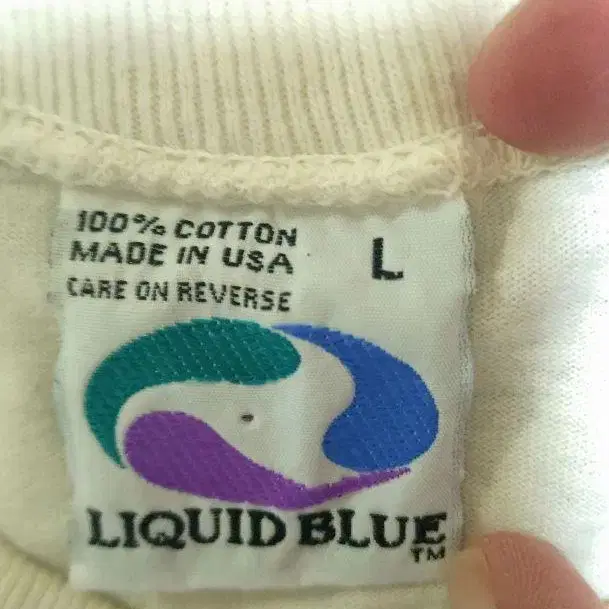 100% COTTON
MADE IN USA
L
CARE ON REVERSE
LIQUID BLUE
TM